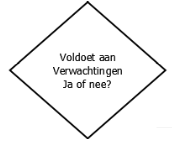 Voldoet aan
Verwachtingen
Ja of nee?